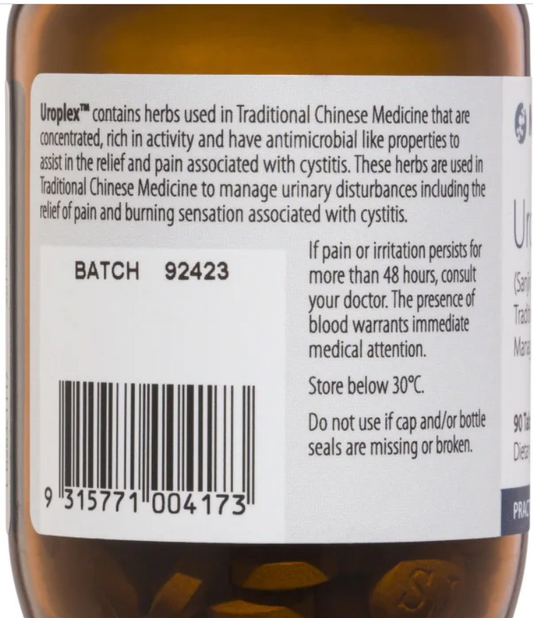 Uroplex™ contains herbs used in Traditional Chinese Medicine that are
concentrated, rich in activity and have antimicrobial like properties to
assist in the relief and pain associated with cystitis. These herbs are used in
Traditional Chinese Medicine to manage urinary disturbances including the
relief of pain and burning sensation associated with cystitis.
BATCH 92423
If pain or irritation persists for
more than 48 hours, consult
your doctor. The presence of
blood warrants immediate
medical attention.
Store below 30°C.
Do not use if cap and/or bottle
seals are missing or broken.
9 315771 004173
90